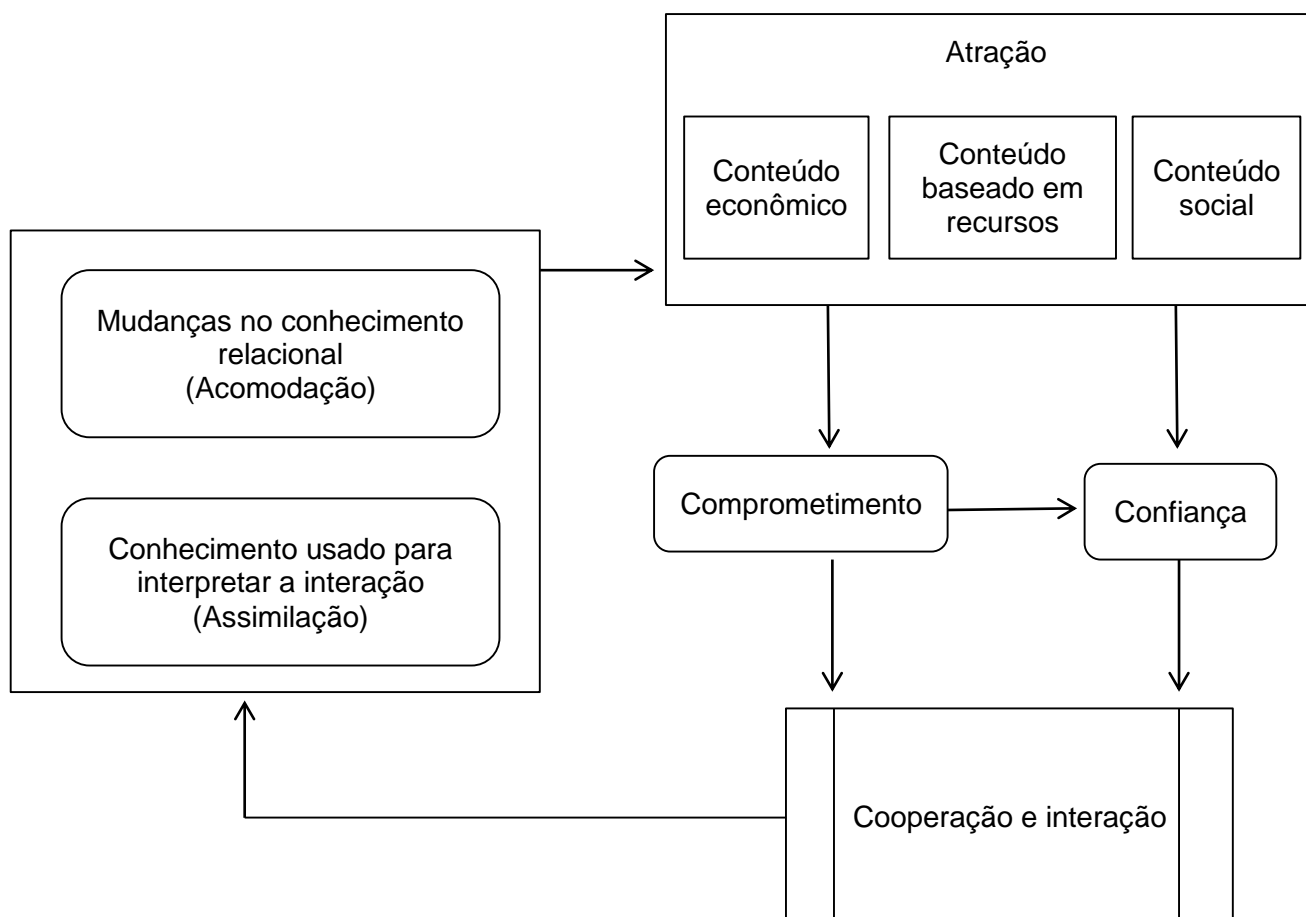 Atração
Conteúdo
econômico
Conteúdo
baseado em
recursos
Conteúdo
social
Mudanças no conhecimento
relacional
(Acomodação)
Conhecimento usado para
interpretar a interação
(Assimilação)
Comprometimento
Confiança
Cooperação e interação